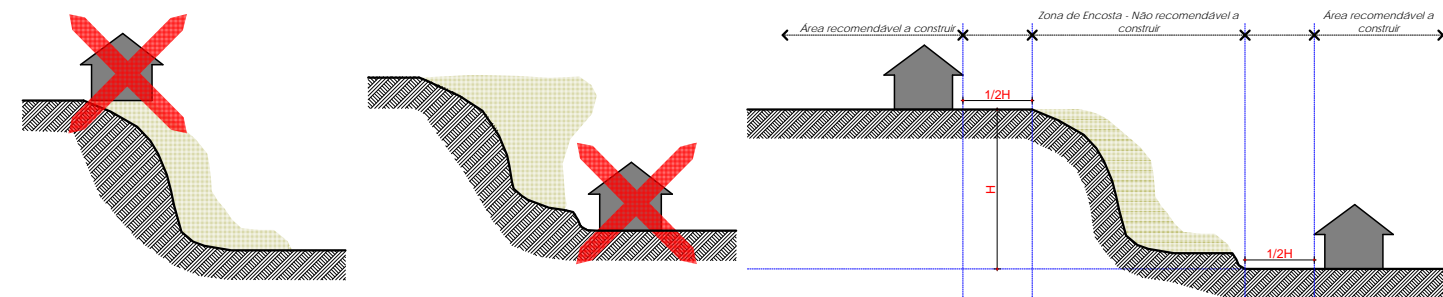 Área recomendável a construir
Zona de Encosta - Não recomendável a
construir
Área recomendável a
construir
1/2H
H
1/2H